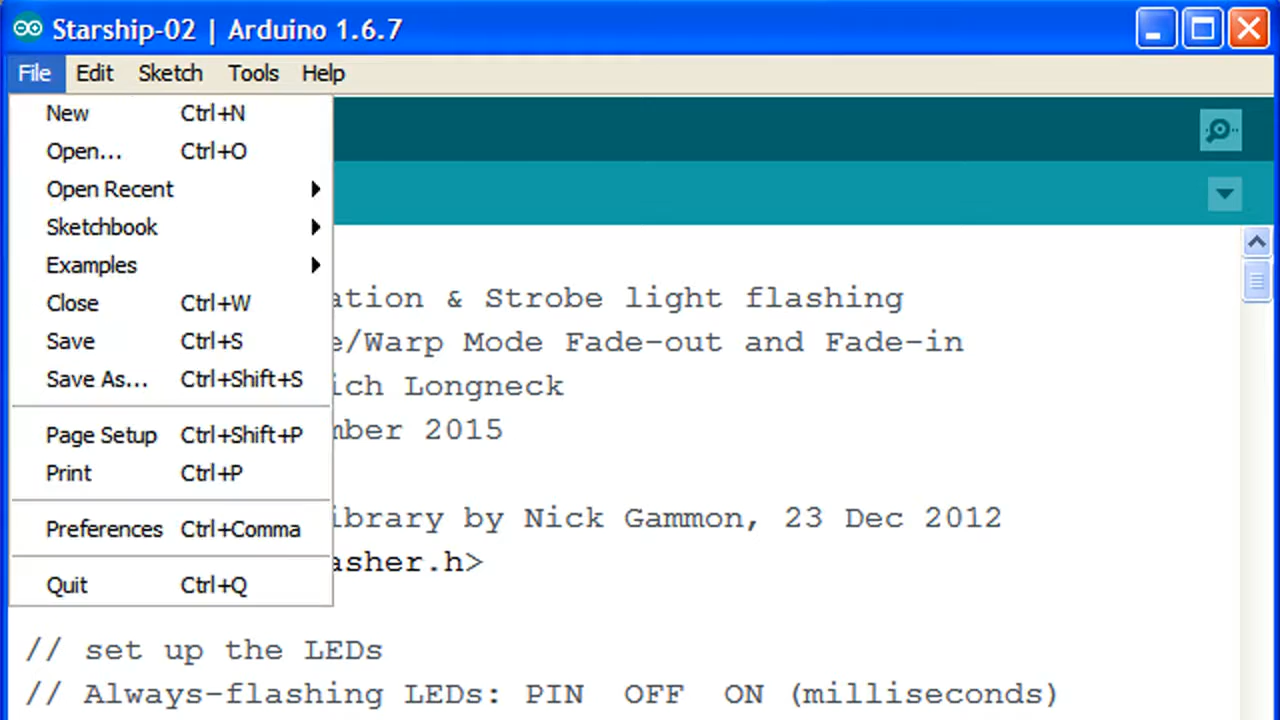 Starship-02 | Arduino 1.6.7
File Edit Sketch Tools Help
New Ctrl+N
Open... Ctrl+O
Open Recent
Sketchbook
Examples
Close Ctrl+W
Save Ctrl+S
Save As... Ctrl+Shift+S
Page Setup Ctrl+Shift+P
Print Ctrl+P
Preferences Ctrl+Comma
Quit Ctrl+Q
ation & Strobe light flashing
e/Warp Mode Fade-out and Fade-in
ich Longneck
mber 2015
ibrary by Nick Gammon, 23 Dec 2012
asher.h>
// set up the LEDs
// Always-flashing LEDs: PIN OFF ON (milliseconds)